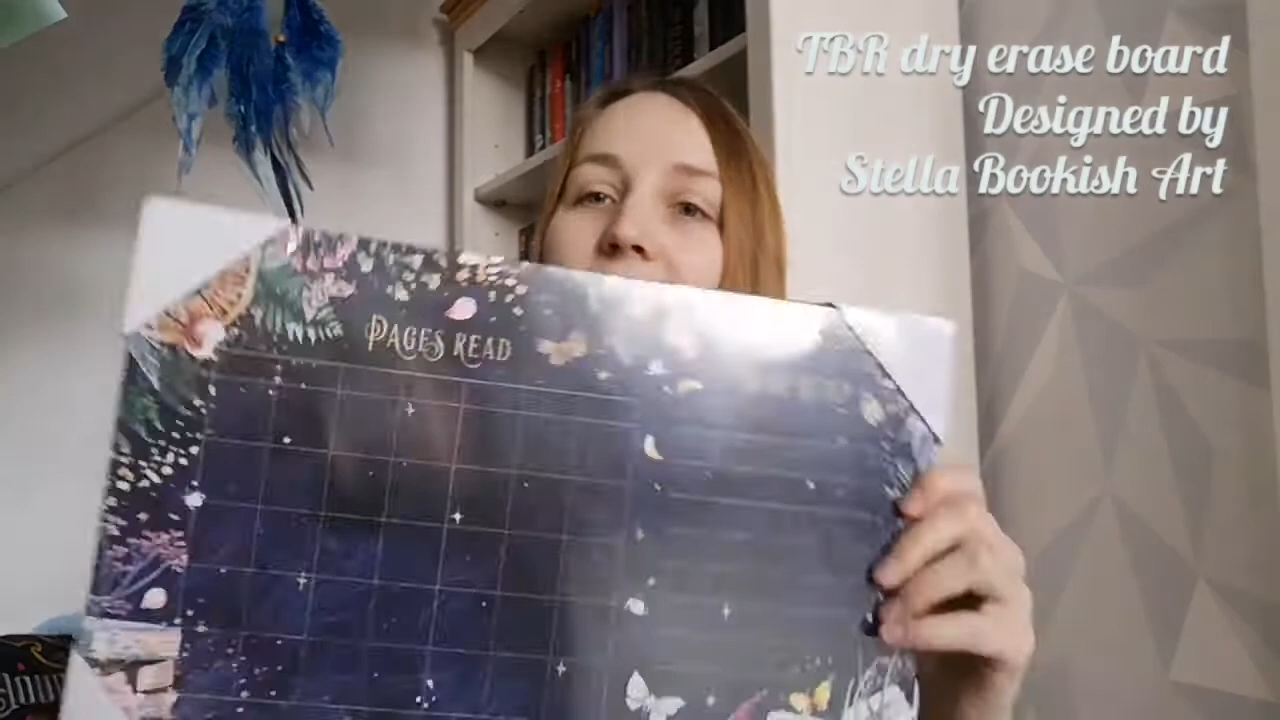 TBR dry erase board
Designed by
Stella Bookish Art
PAGES READ